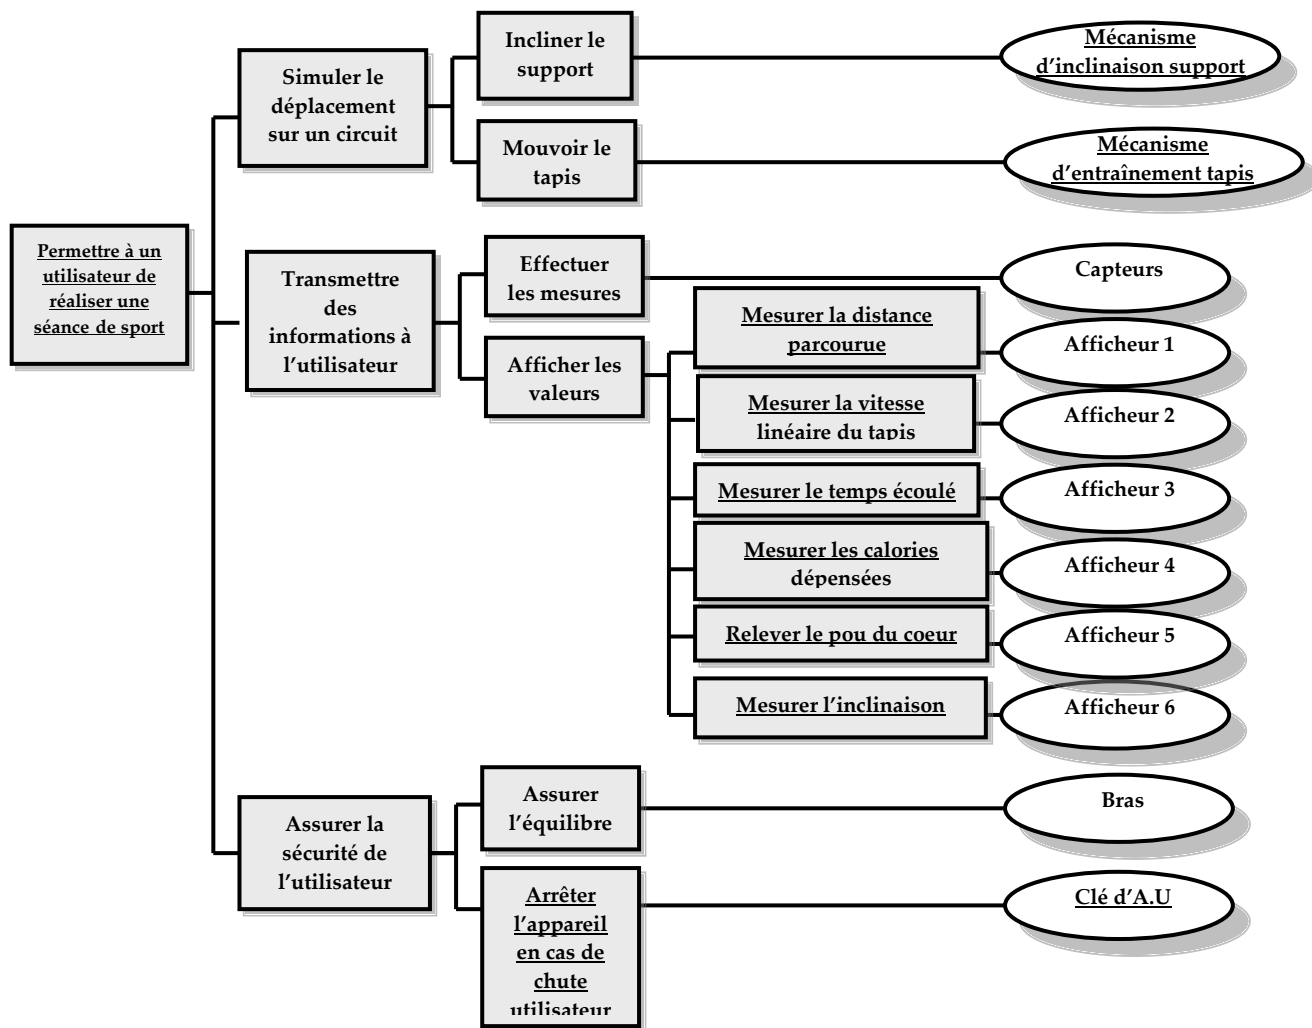 Permettre à un
utilisateur de
réaliser une
séance de sport
Simuler le
déplacement
sur un circuit
Incliner le
support
Mécanisme
d'inclinaison support
Mouvoir le
tapis
Mécanisme
d'entraînement tapis
Transmettre
des
informations à
l'utilisateur
Effectuer
les mesures
Capteurs
Afficher les
valeurs
Mesurer la distance
parcourue
Afficheur 1
Mesurer la vitesse
linéaire du tapis
Afficheur 2
Mesurer le temps écoulé
Afficheur 3
Mesurer les calories
dépensées
Afficheur 4
Relever le pou du coeur
Afficheur 5
Mesurer l'inclinaison
Afficheur 6
Assurer la
sécurité de
l'utilisateur
Assurer
l'équilibre
Bras
Arrêter
l'appareil
en cas de
chute
utilisateur
Clé d'A.U